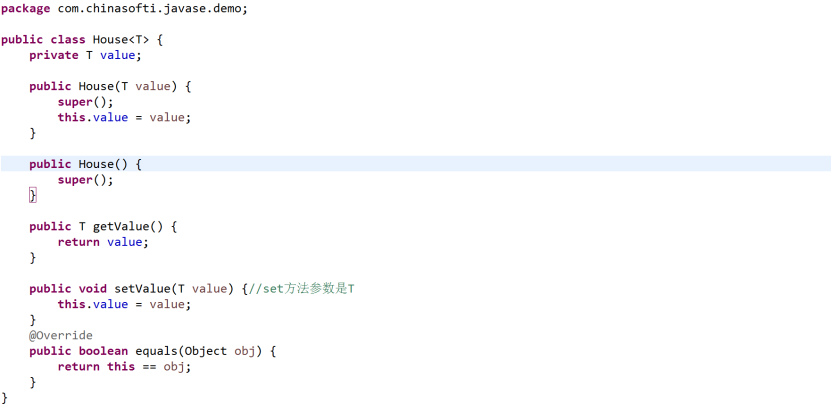 package com.chinasofti.javase.demo;
public class House<T> {
private T value;
public House(T value) {
super();
this.value = value;
}
public House() {
super();
}
public T getValue() {
return value;
}
public void setValue(T value) {//set方法参数是T
this.value = value;
}
@Override
public boolean equals(Object obj) {
return this == obj;
}
}